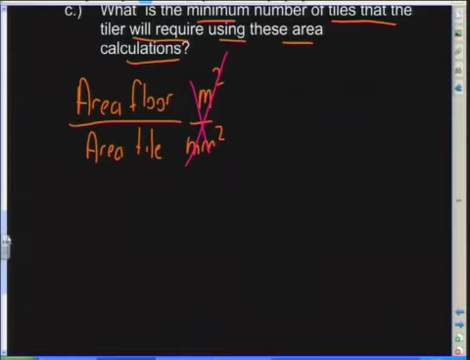 c.) What is the minimum number of tiles that the
tiler will require using these area
calculations?
Area floor m²
Area tile mm²